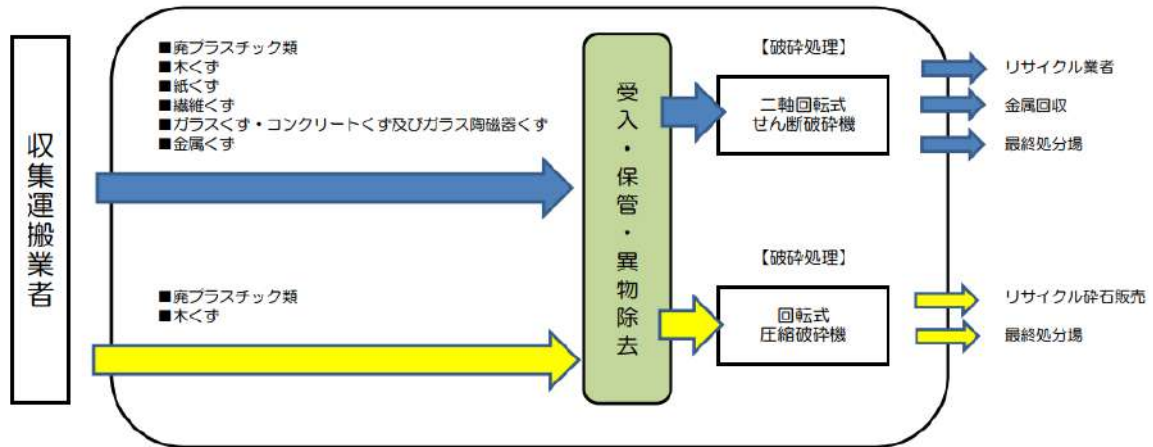 収集運搬業者
■廃プラスチック類
■木くず
■紙くず
■繊維くず
■ガラスくず・コンクリートくず及びガラス陶磁器くず
■金属くず
■廃プラスチック類
■木くず
受入・保管・異物除去
【破砕処理】
二軸回転式
せん断破砕機
リサイクル業者
金属回収
最終処分場
【破砕処理】
回転式
圧縮破砕機
リサイクル砕石販売
最終処分場